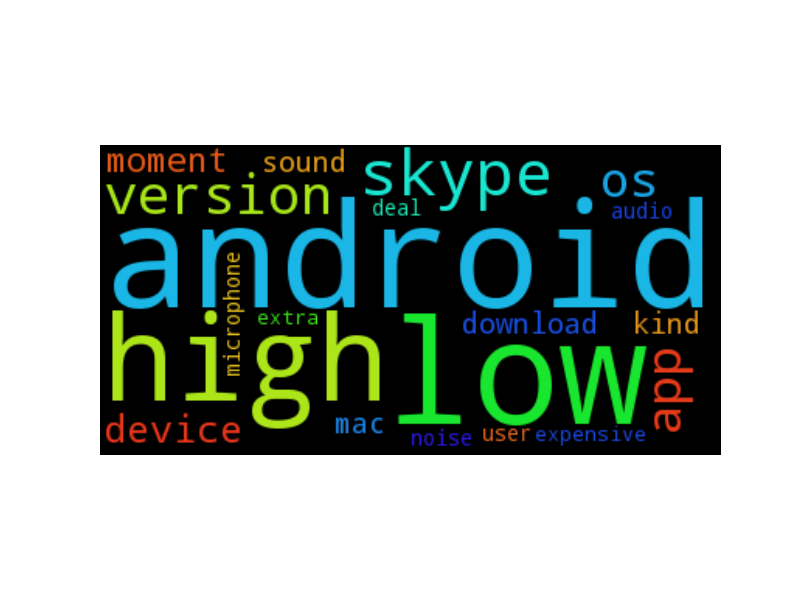 moment sound skype os
version deal audio
android
microphone
extra download kind
high low app
device mac noise user expensive